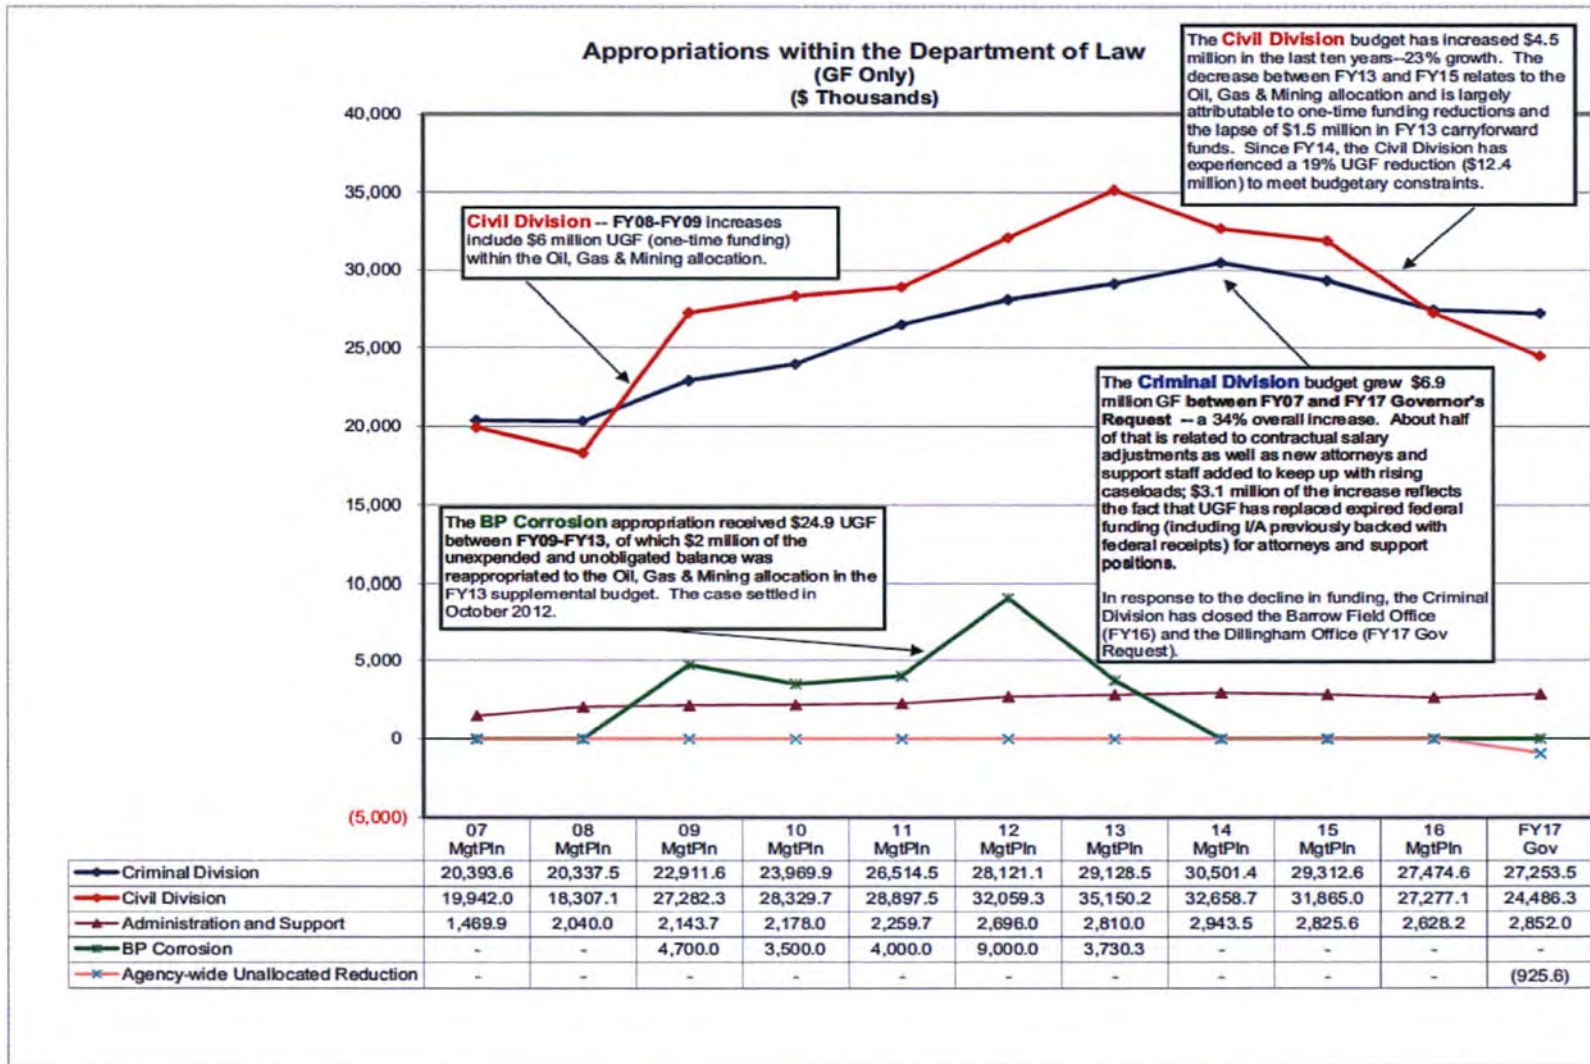 Appropriations within the Department of Law
(GF Only)
($ Thousands)
The Civil Division budget has increased $4.5
million in the last ten years--23% growth. The
decrease between FY13 and FY15 relates to the
Oil, Gas & Mining allocation and is largely
attributable to one-time funding reductions and
the lapse of $1.5 million in FY13 carryforward
funds. Since FY14, the Civil Division has
experienced a 19% UGF reduction ($12.4
million) to meet budgetary constraints.
Civil Division -- FY08-FY09 increases
include $6 million UGF (one-time funding)
within the Oil, Gas & Mining allocation.
The Criminal Division budget grew $6.9
million GF between FY07 and FY17 Governor's
Request -- a 34% overall increase. About half
of that is related to contractual salary
adjustments as well as new attorneys and
support staff added to keep up with rising
caseloads; $3.1 million of the increase reflects
the fact that UGF has replaced expired federal
funding (including I/A previously backed with
federal receipts) for attorneys and support
positions.
In response to the decline in funding, the Criminal
Division has closed the Barrow Field Office
(FY16) and the Dillingham Office (FY17 Gov
Request).
The BP Corrosion appropriation received $24.9 UGF
between FY09-FY13, of which $2 million of the
unexpended and unobligated balance was
reappropriated to the Oil, Gas & Mining allocation in the
FY13 supplemental budget. The case settled in
October 2012.
40,000
35,000
30,000
25,000
20,000
15,000
10,000
5,000
0
(5,000)
07 MgtPln 08 MgtPln 09 MgtPln 10 MgtPln 11 MgtPln 12 MgtPln 13 MgtPln 14 MgtPln 15 MgtPln 16 MgtPln FY17 Gov
Criminal Division 20,393.6 20,337.5 22,911.6 23,969.9 26,514.5 28,121.1 29,128.5 30,501.4 29,312.6 27,474.6 27,253.5
Civil Division 19,942.0 18,307.1 27,282.3 28,329.7 28,897.5 32,059.3 35,150.2 32,658.7 31,865.0 27,277.1 24,486.3
Administration and Support 1,469.9 2,040.0 2,143.7 2,178.0 2,259.7 2,696.0 2,810.0 2,943.5 2,825.6 2,628.2 2,852.0
BP Corrosion - - 4,700.0 3,500.0 4,000.0 9,000.0 3,730.3 - - - -
Agency-wide Unallocated Reduction - - - - - - - - - - (925.6)